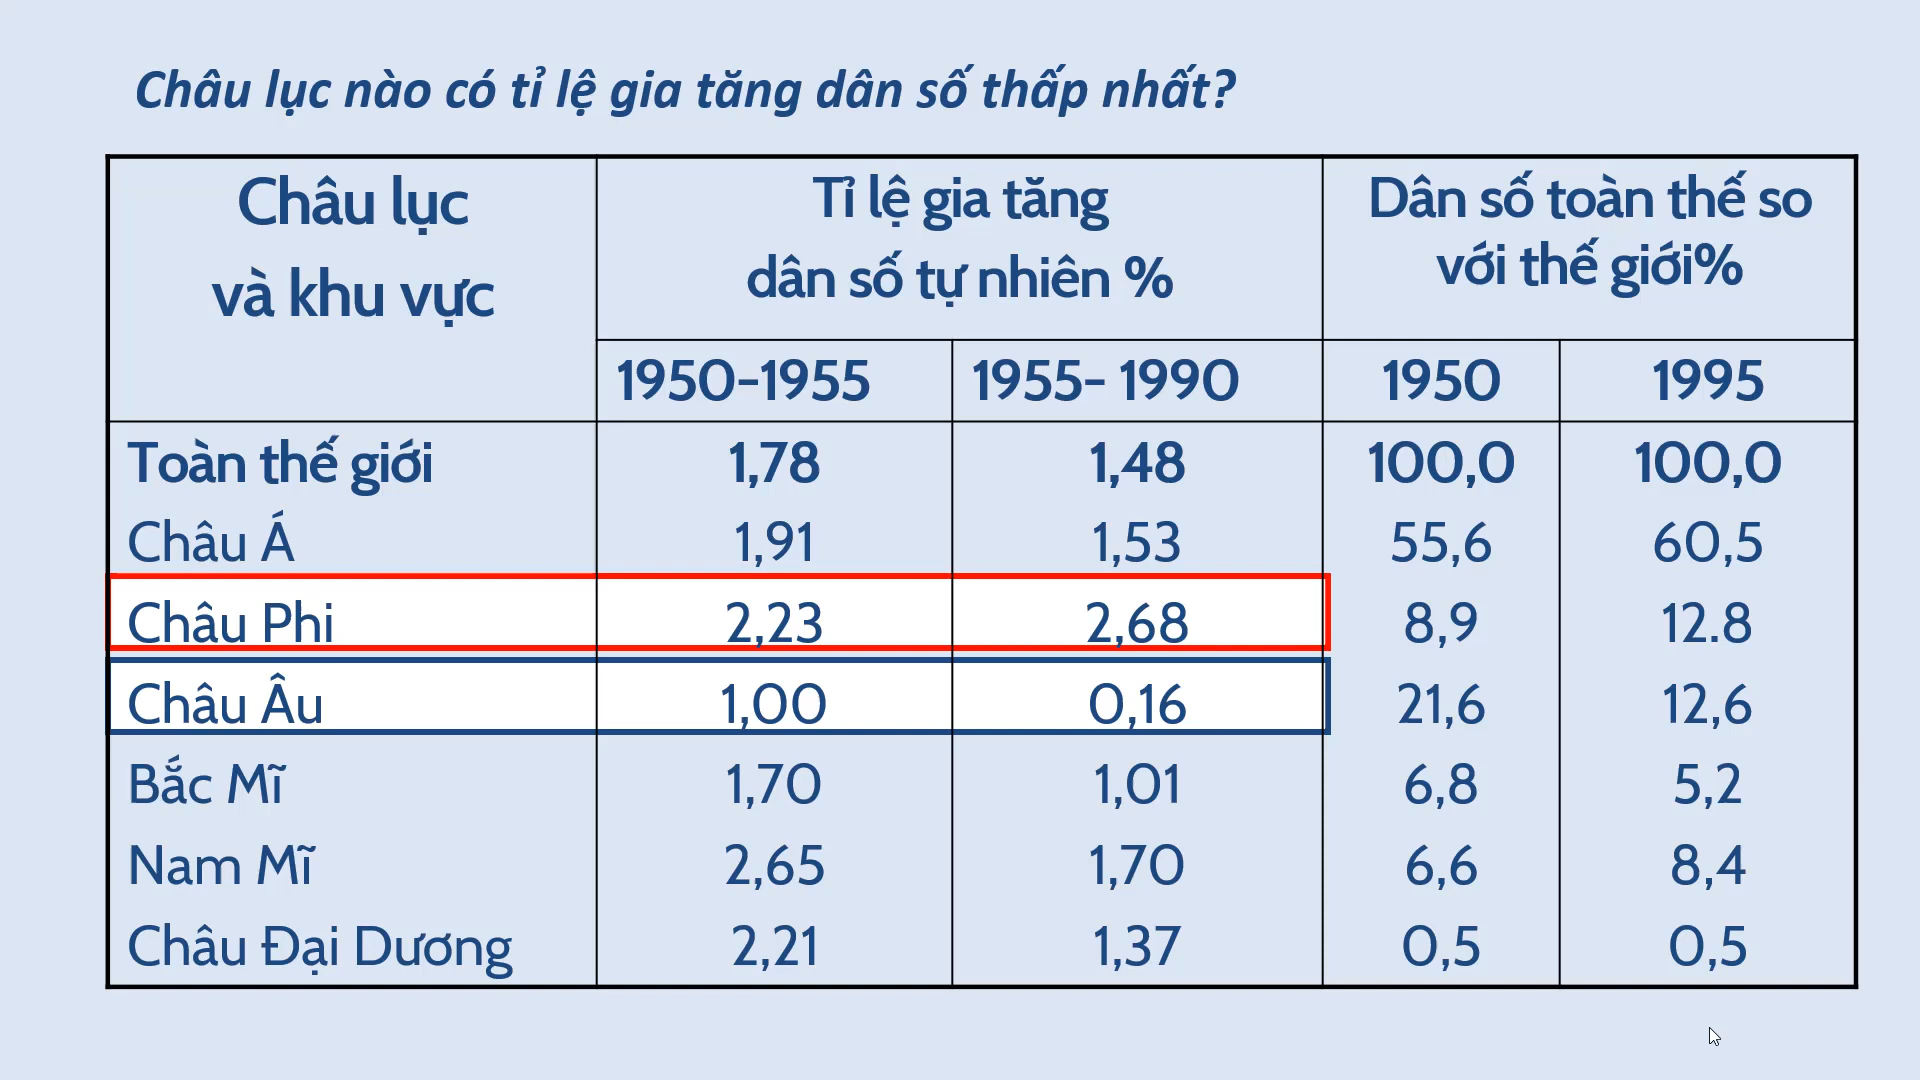 Châu lục nào có tỉ lệ gia tăng dân số thấp nhất?
Châu lục
và khu vực
Tỉ lệ gia tăng
dân số tự nhiên %
Dân số toàn thế so
với thế giới%
1950-1955 1955- 1990 1950 1995
Toàn thế giới 1,78 1,48 100,0 100,0
Châu Á 1,91 1,53 55,6 60,5
Châu Phi 2,23 2,68 8,9 12.8
Châu Âu 1,00 0,16 21,6 12,6
Bắc Mĩ 1,70 1,01 6,8 5,2
Nam Mĩ 2,65 1,70 6,6 8,4
Châu Đại Dương 2,21 1,37 0,5 0,5